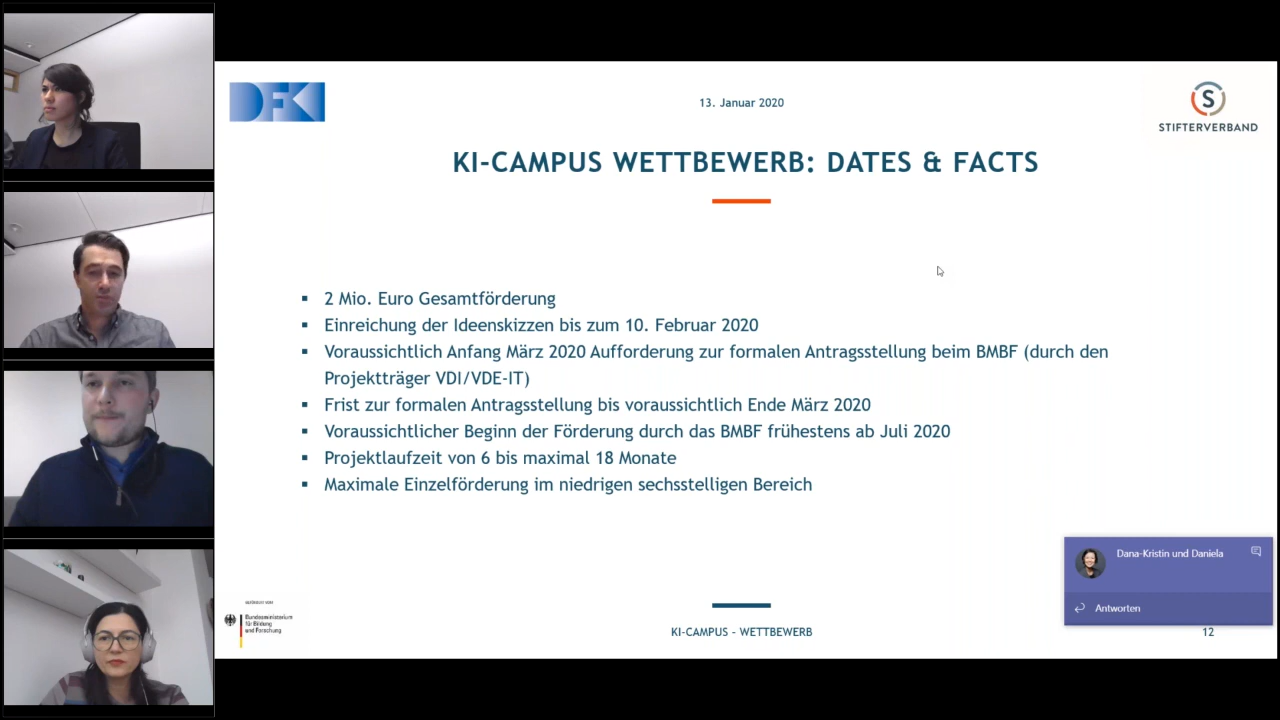 DFKI
13. Januar 2020
S
STIFTERVERBAND
KI-CAMPUS WETTBEWERB: DATES & FACTS
▪ 2 Mio. Euro Gesamtförderung
▪ Einreichung der Ideenskizzen bis zum 10. Februar 2020
▪ Voraussichtlich Anfang März 2020 Aufforderung zur formalen Antragsstellung beim BMBF (durch den
Projektträger VDI/VDE-IT)
▪ Frist zur formalen Antragsstellung bis voraussichtlich Ende März 2020
▪ Voraussichtlicher Beginn der Förderung durch das BMBF frühestens ab Juli 2020
▪ Projektlaufzeit von 6 bis maximal 18 Monate
▪ Maximale Einzelförderung im niedrigen sechsstelligen Bereich
Dana-Kristin und Daniela
Antworten
GEFÖRDERT VOM
Bundesministerium
für Bildung
und Forschung
KI-CAMPUS - WETTBEWERB
12